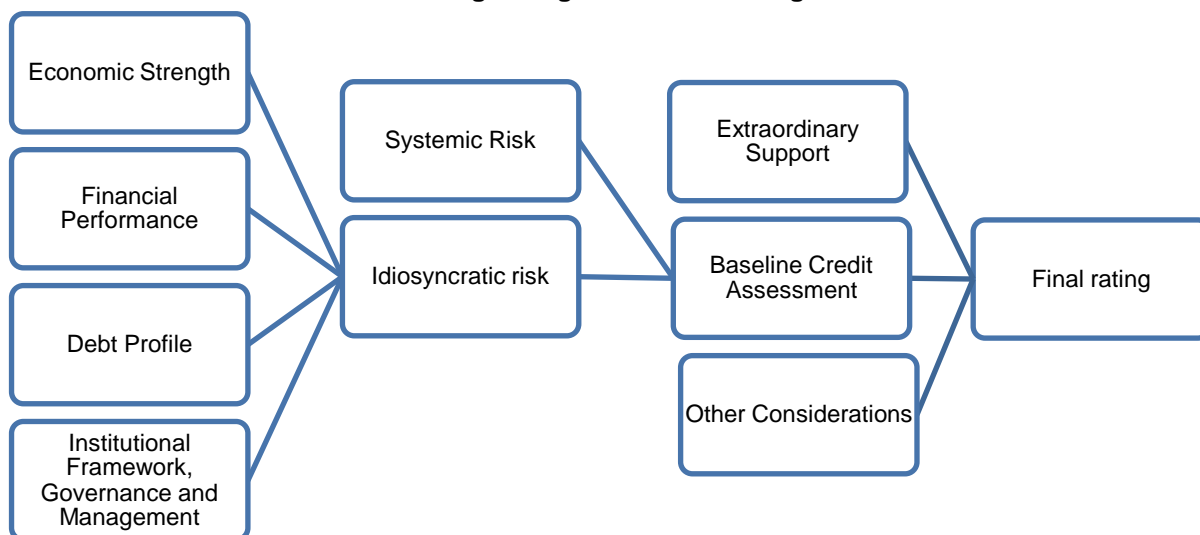 Economic Strength
Financial
Performance
Debt Profile
Institutional
Framework,
Governance and
Management
Systemic Risk
Idiosyncratic risk
Extraordinary
Support
Baseline Credit
Assessment
Other Considerations
Final rating